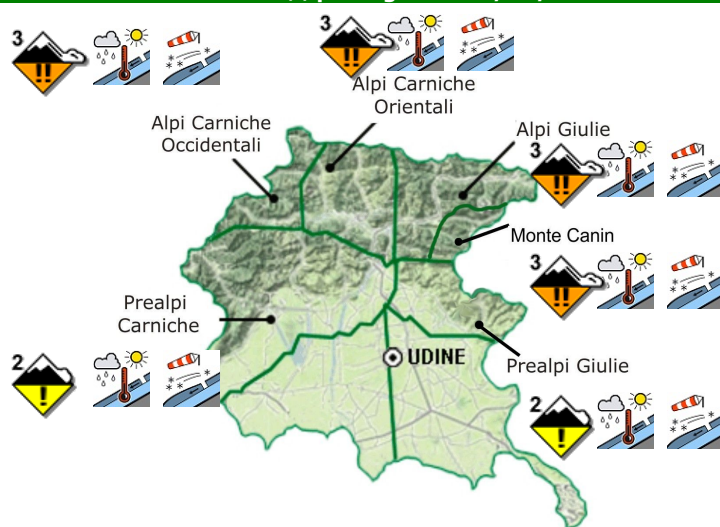 3
!!
3
!!
Alpi Carniche
Orientali
Alpi Carniche
Occidentali
Alpi Giulie
3
!!
Monte Canin
3
!!
Prealpi
Carniche
UDINE
Prealpi Giulie
2
!
2
!